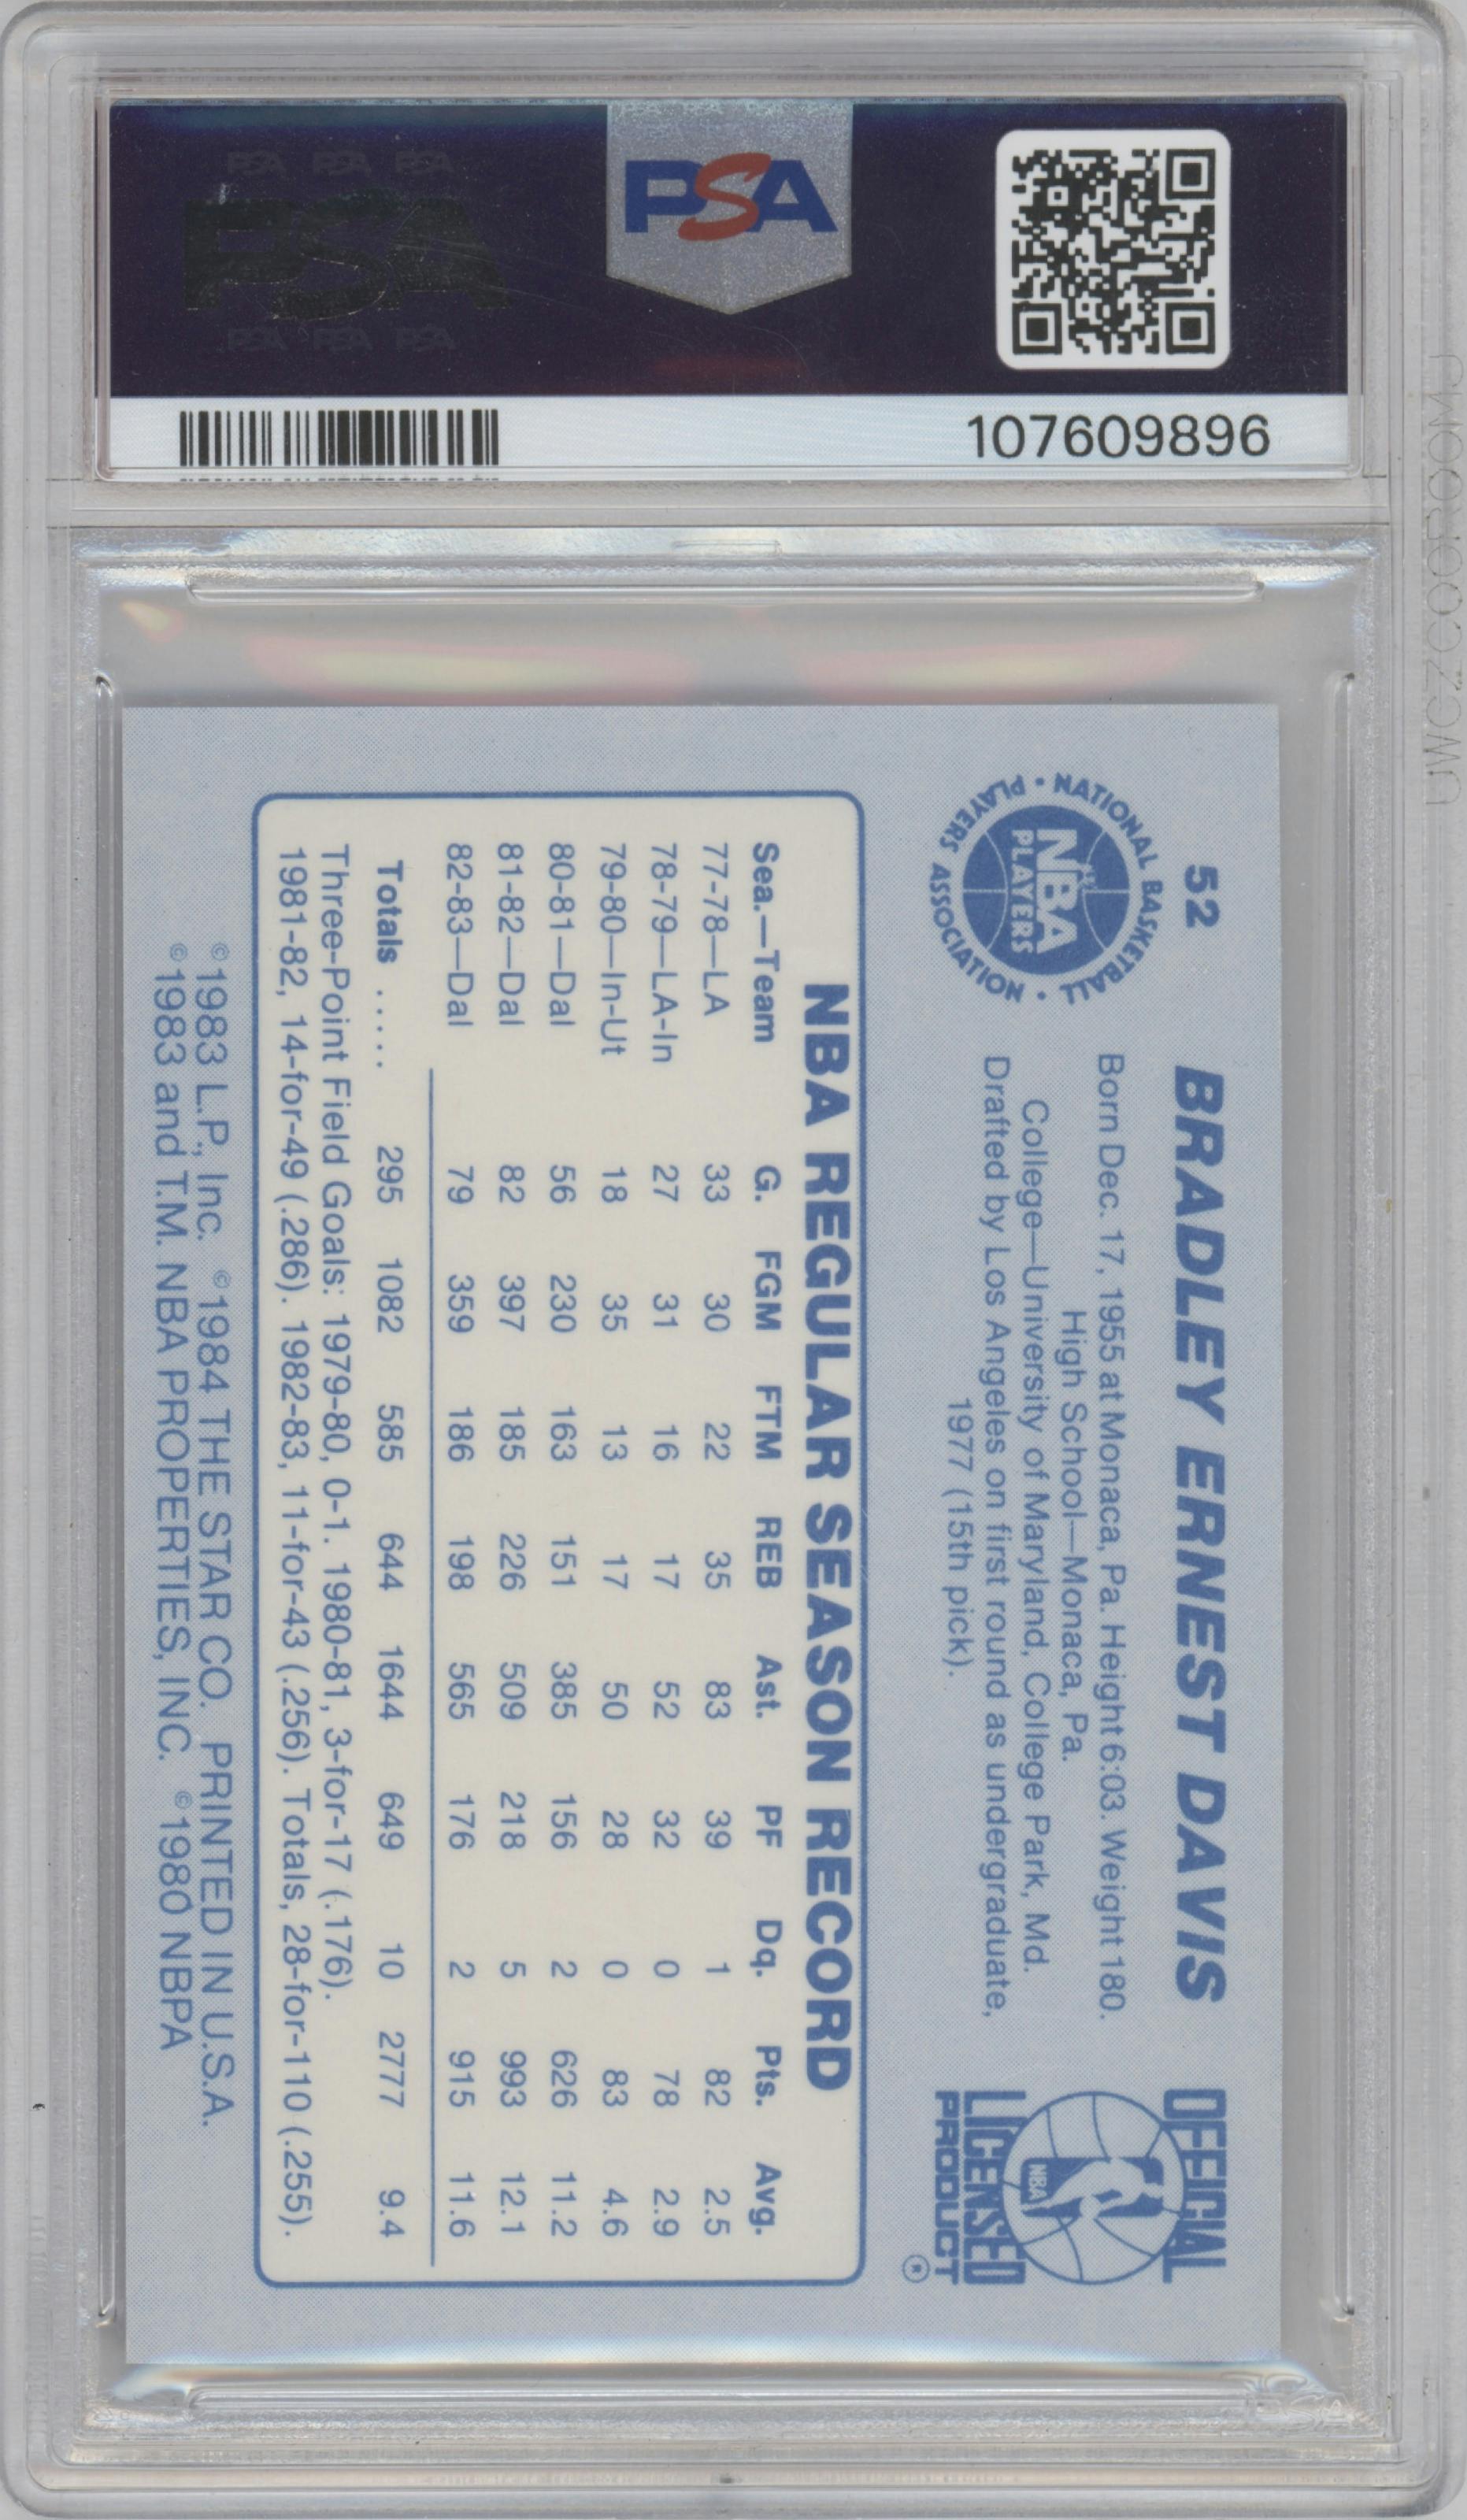 PSA PSA PSA
PSA
PSA PSA PSA
PSA
107609896
52
BRADLEY ERNEST DAVIS
Born Dec. 17, 1955 at Monaca, Pa. Height 6:03. Weight 180.
High School—Monaca, Pa.
College—University of Maryland, College Park, Md.
Drafted by Los Angeles on first round as undergraduate,
1977 (15th pick).
NATIONAL BASKETBALL • PLAYERS ASSOCIATION •
NBA
PLAYERS
OFFICIAL
NBA
LICENSED
PRODUCT
®
NBA REGULAR SEASON RECORD
Sea.—Team G. FGM FTM REB Ast. PF Dq. Pts. Avg.
77-78—LA 33 30 22 35 83 39 1 82 2.5
78-79—LA-In 27 31 16 17 52 32 0 78 2.9
79-80—In-Ut 18 35 13 17 50 28 0 83 4.6
80-81—Dal 56 230 163 151 385 156 2 626 11.2
81-82—Dal 82 397 185 226 509 218 5 993 12.1
82-83—Dal 79 359 186 198 565 176 2 915 11.6
Totals ..... 295 1082 585 644 1644 649 10 2777 9.4
Three-Point Field Goals: 1979-80, 0-1. 1980-81, 3-for-17 (.176).
1981-82, 14-for-49 (.286). 1982-83, 11-for-43 (.256). Totals, 28-for-110 (.255).
©1983 L.P., Inc. ©1984 THE STAR CO. PRINTED IN U.S.A.
©1983 and T.M. NBA PROPERTIES, INC. ©1980 NBPA